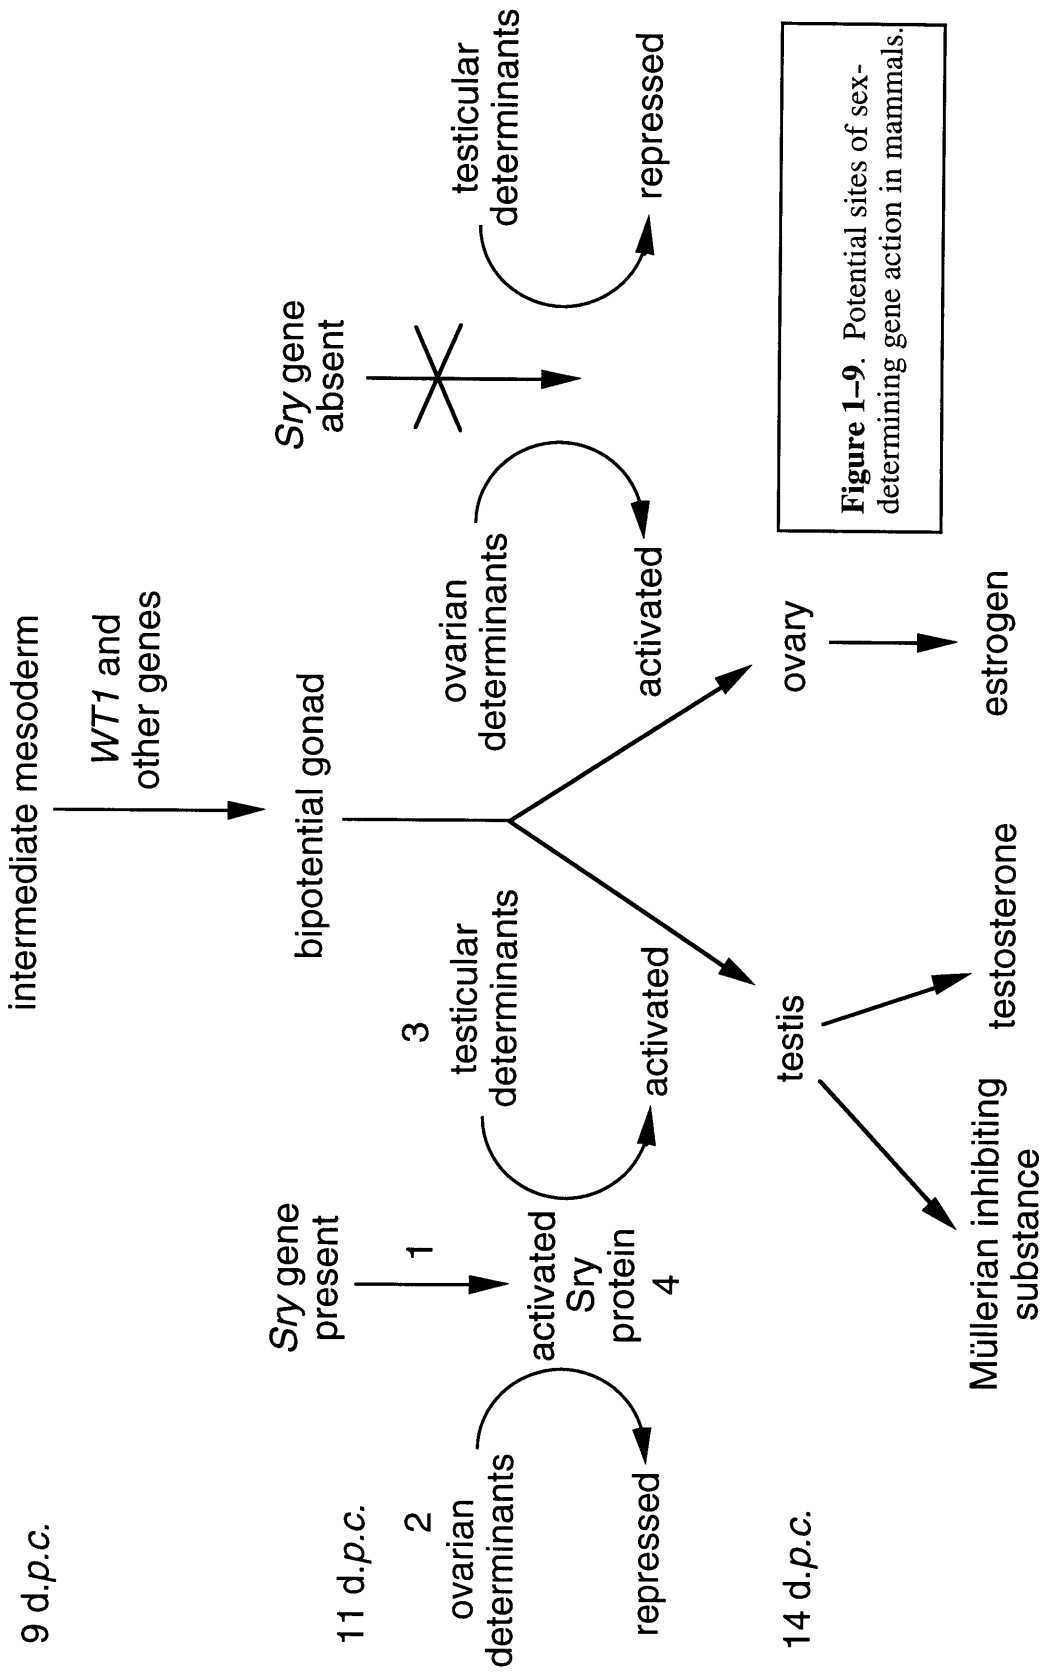 9 d.p.c.
intermediate mesoderm
WT1 and
other genes
11 d.p.c.
Sry gene
present
bipotential gonad
Sry gene
absent
1
2
ovarian
determinants
3
testicular
determinants
ovarian
determinants
testicular
determinants
activated
Sry
protein
4
repressed
activated
activated
repressed
14 d.p.c.
testis
ovary
Müllerian inhibiting
substance
testosterone
estrogen
Figure 1–9. Potential sites of sex-
determining gene action in mammals.